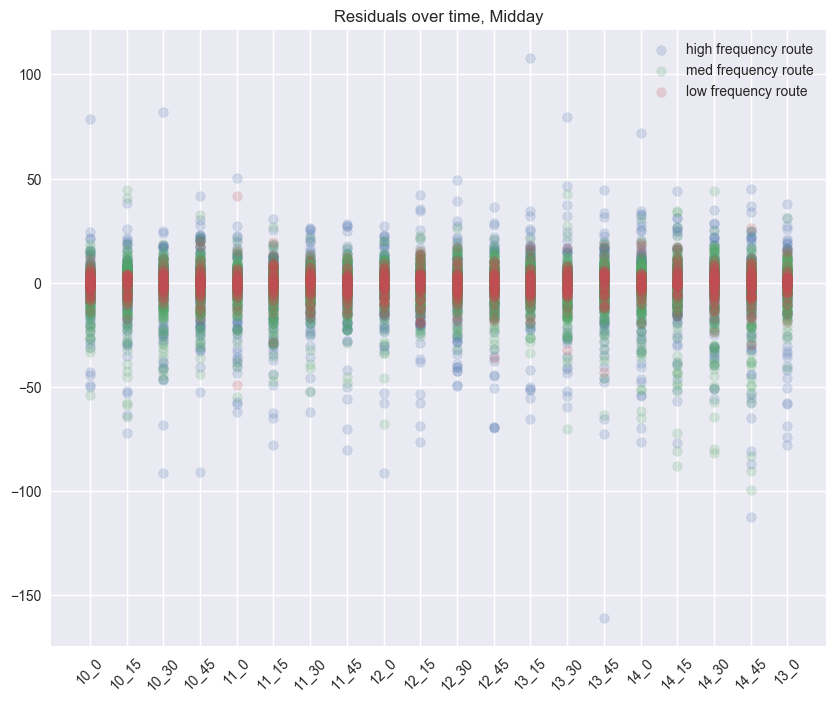 Residuals over time, Midday
high frequency route
med frequency route
low frequency route
100
50
0
−50
−100
−150
10_0 10_15 10_30 10_45 11_0 11_15 11_30 11_45 12_0 12_15 12_30 12_45 13_15 13_30 13_45 14_0 14_15 14_30 14_45 13_0